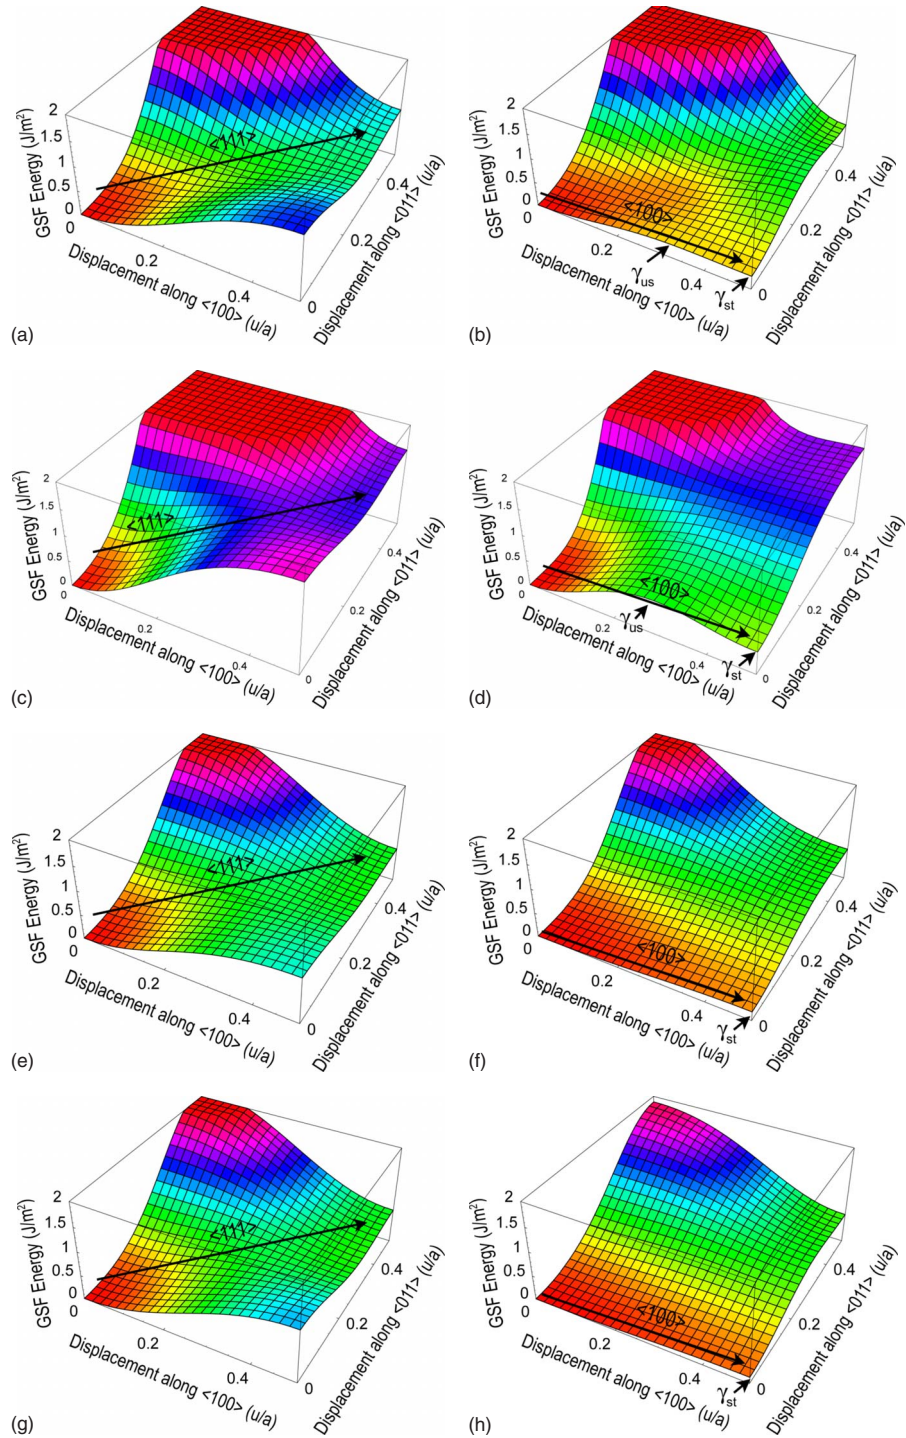 2
1.5
1
0.5
0
GSF Energy (J/m²)
0
0.2
0.4
Displacement along <100> (u/a)
0
0.2
0.4
Displacement along <011> (u/a)
<111>
(a)
2
1.5
1
0.5
0
GSF Energy (J/m²)
0
0.2
0.4
Displacement along <100> (u/a)
0
0.2
0.4
Displacement along <011> (u/a)
<100>
γus
γst
(b)
2
1.5
1
0.5
0
GSF Energy (J/m²)
0
0.2
0.4
Displacement along <100> (u/a)
0
0.2
0.4
Displacement along <011> (u/a)
<111>
(c)
2
1.5
1
0.5
0
GSF Energy (J/m²)
0
0.2
0.4
Displacement along <100> (u/a)
0
0.2
0.4
Displacement along <011> (u/a)
<100>
γus
γst
(d)
2
1.5
1
0.5
0
GSF Energy (J/m²)
0
0.2
0.4
Displacement along <100> (u/a)
0
0.2
0.4
Displacement along <011> (u/a)
<111>
(e)
2
1.5
1
0.5
0
GSF Energy (J/m²)
0
0.2
0.4
Displacement along <100> (u/a)
0
0.2
0.4
Displacement along <011> (u/a)
<100>
γst
(f)
2
1.5
1
0.5
0
GSF Energy (J/m²)
0
0.2
0.4
Displacement along <100> (u/a)
0
0.2
0.4
Displacement along <011> (u/a)
<111>
(g)
2
1.5
1
0.5
0
GSF Energy (J/m²)
0
0.2
0.4
Displacement along <100> (u/a)
0
0.2
0.4
Displacement along <011> (u/a)
<100>
γst
(h)